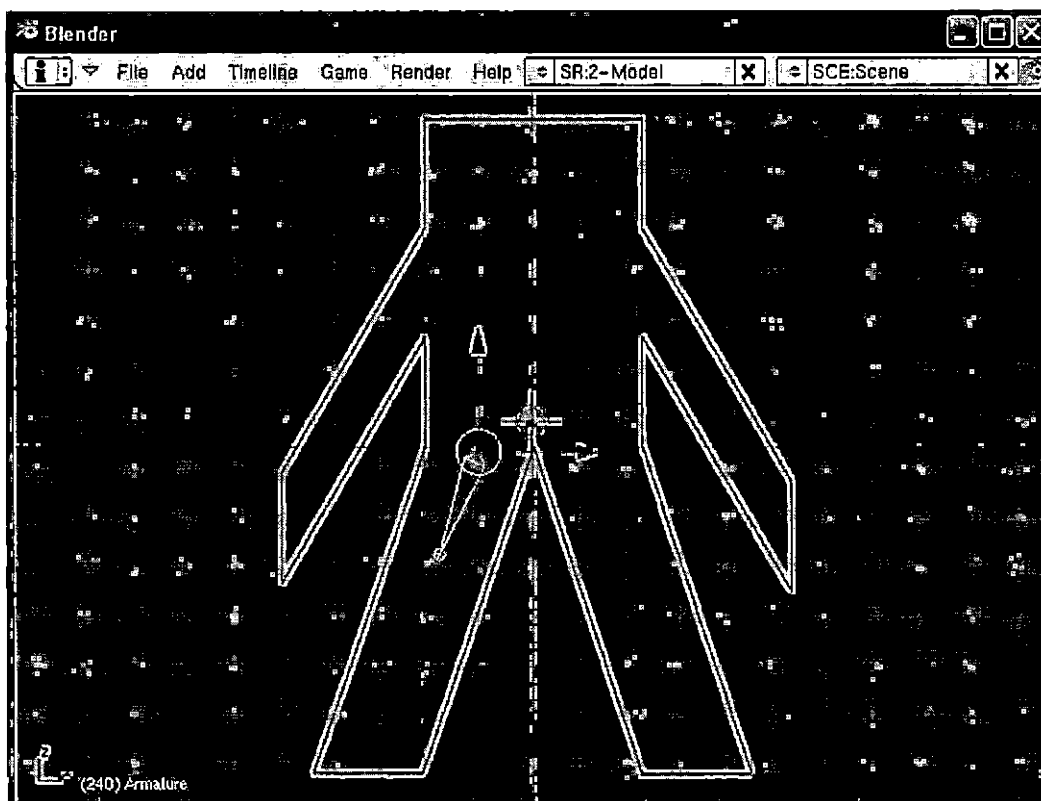 Blender
File Add Timeline Game Render Help SR:2-Model SCE:Scene
(240) Armature